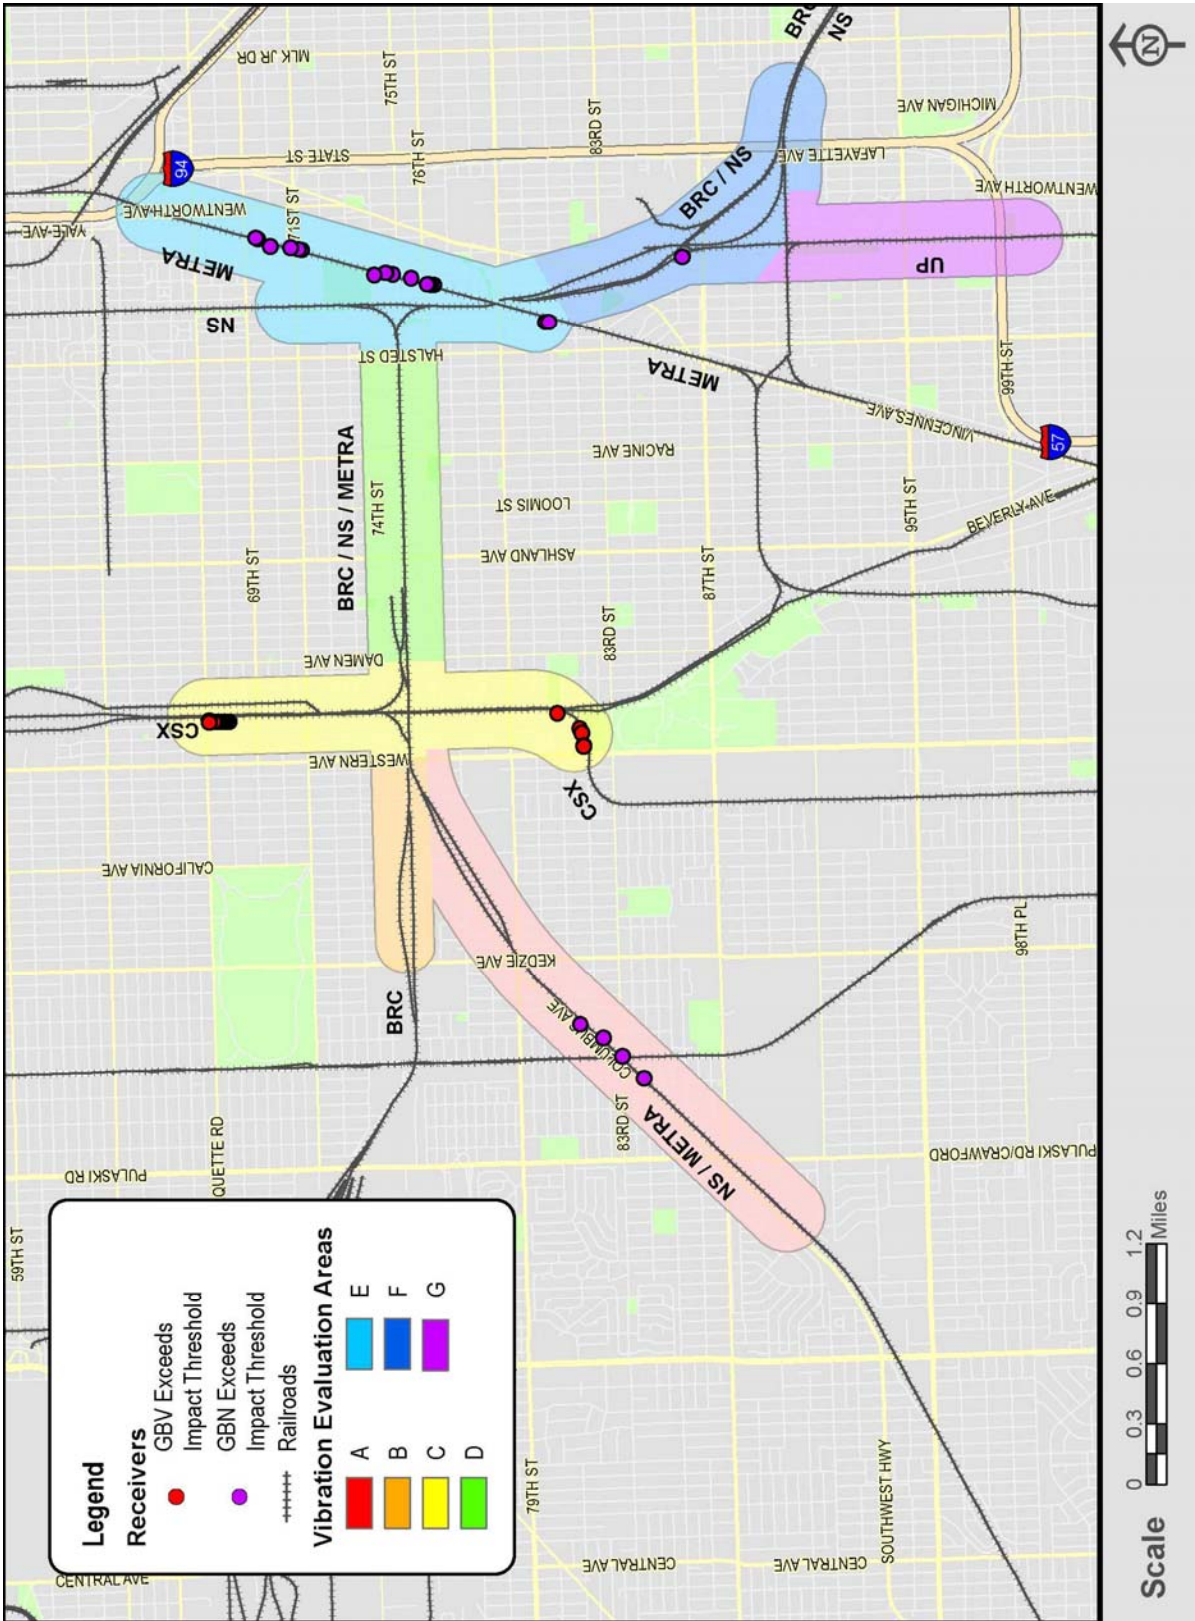 Legend
Receivers
GBV Exceeds
Impact Threshold
GBN Exceeds
Impact Threshold
Railroads
Vibration Evaluation Areas
A
B
C
D
E
F
G
59TH ST
PULASKI RD
QUETTE RD
CENTRAL AVE
79TH ST
CENTRAL AVE
CENTRAL AVE
SOUTHWEST HWY
PULASKI RD/CRAWFORD
NS / METRA
83RD ST
COLUMBUS AVE
KEDZIE AVE
98TH PL
BRC
CALIFORNIA AVE
WESTERN AVE
CSX
CSX
DAMEN AVE
83RD ST
69TH ST
BRC / NS / METRA
74TH ST
ASHLAND AVE
LOOMIS ST
RACINE AVE
87TH ST
95TH ST
BEVERLY AVE
VINCENNES AVE
57
99TH ST
HALSTED ST
METRA
NS
METRA
UP
YALE AVE
WENTWORTH AVE
71ST ST
94
STATE ST
76TH ST
75TH ST
MLK JR DR
83RD ST
BRC / NS
LAFAYETTE AVE
WENTWORTH AVE
MICHIGAN AVE
BRC
NS
Scale
0
0.3
0.6
0.9
1.2
Miles
N